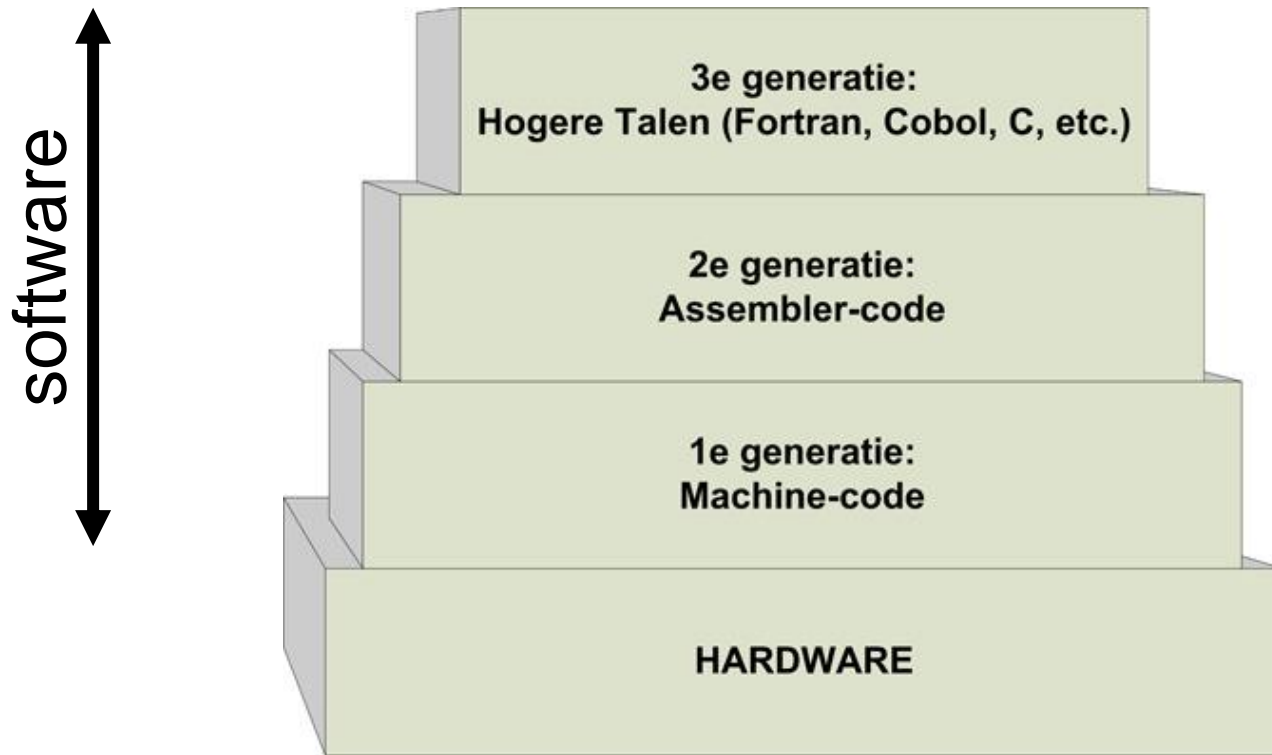 software
3e generatie:
Hogere Talen (Fortran, Cobol, C, etc.)
2e generatie:
Assembler-code
1e generatie:
Machine-code
HARDWARE